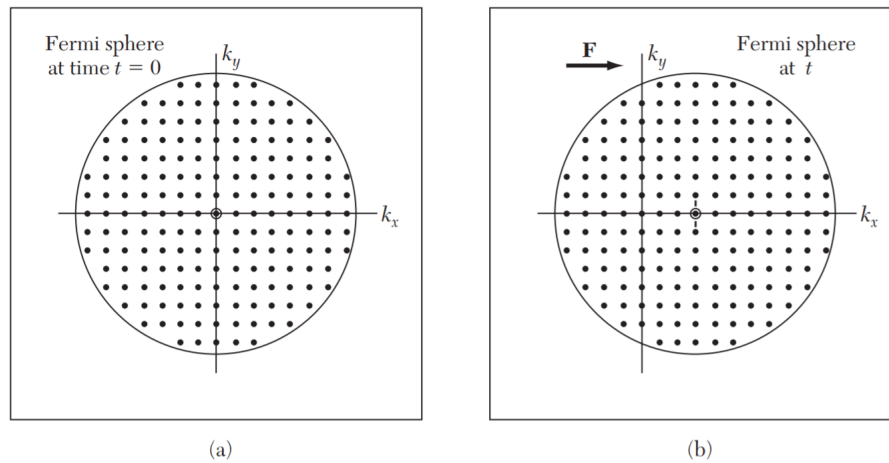 Fermi sphere
at time t = 0
k_y
k_x
(a)
F
k_y
Fermi sphere
at t
k_x
(b)